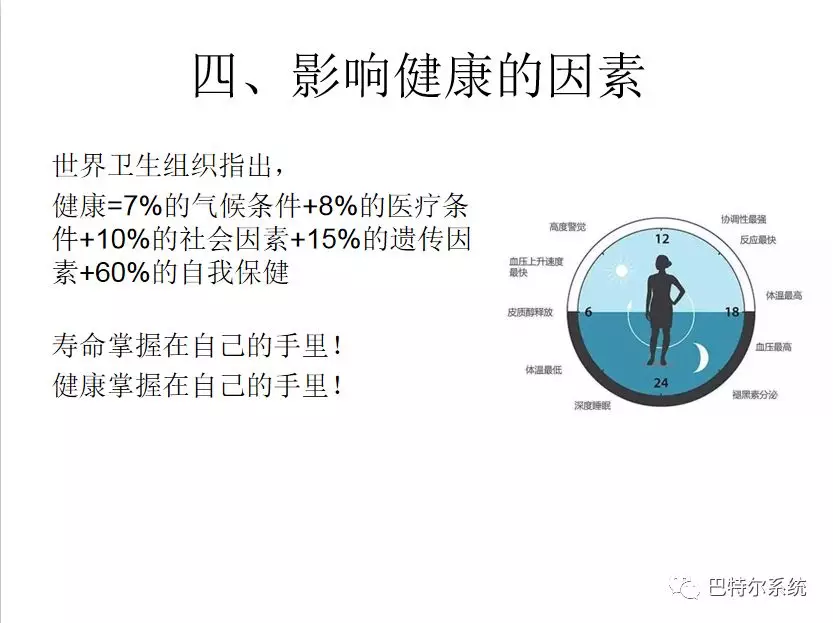 四、影响健康的因素
世界卫生组织指出，
健康=7%的气候条件+8%的医疗条
件+10%的社会因素+15%的遗传因
素+60%的自我保健
寿命掌握在自己的手里！
健康掌握在自己的手里！
协调性最强
高度警觉
12
反应最快
血压上升速度
最快
体温最高
皮质醇释放
6
18
血压最高
体温最低
24
褪黑素分泌
深度睡眠
巴特尔系统